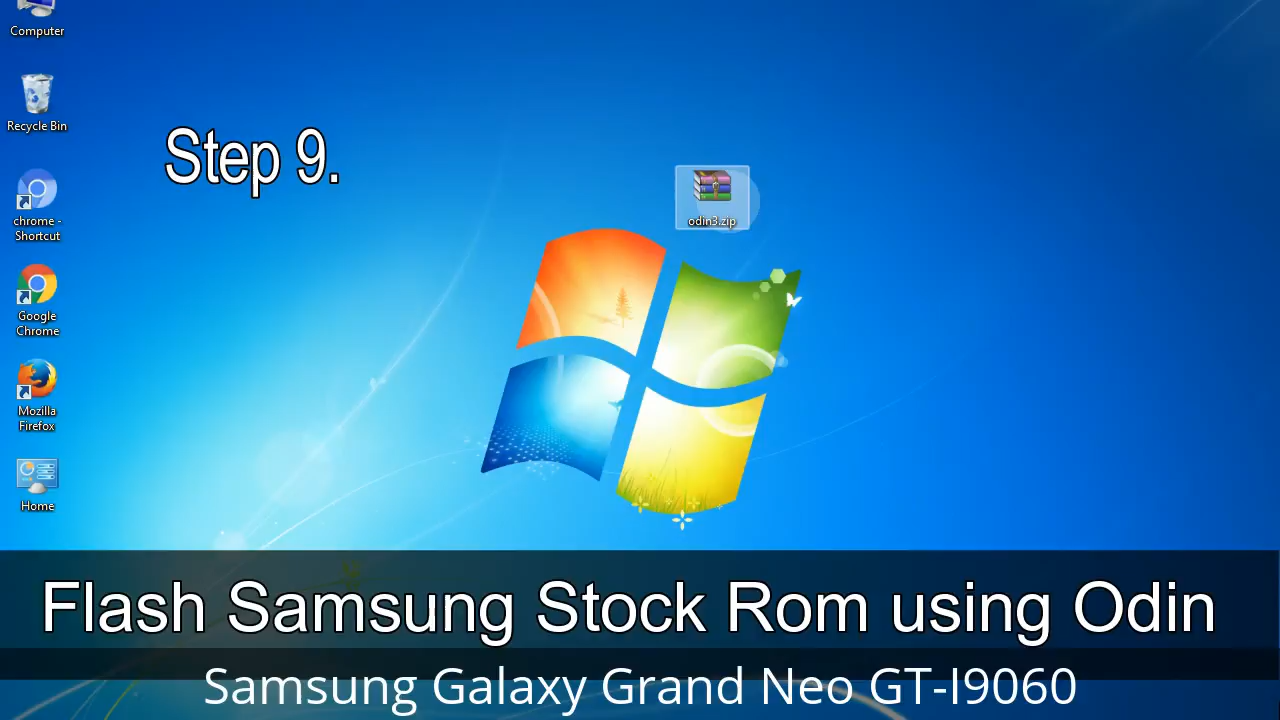 Computer
Recycle Bin
Step 9.
odin3.zip
chrome -
Shortcut
Google
Chrome
Mozilla
Firefox
Home
Flash Samsung Stock Rom using Odin
Samsung Galaxy Grand Neo GT-I9060